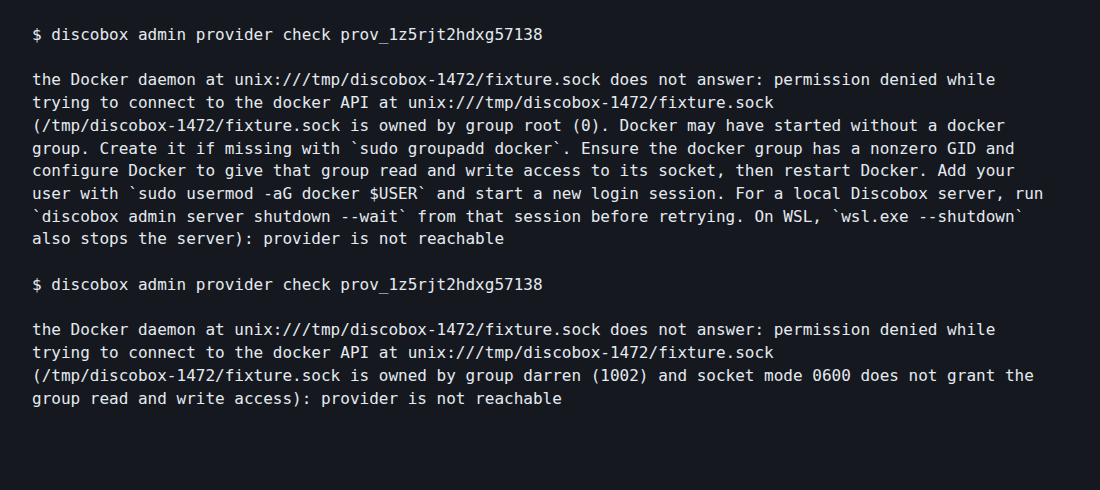 $ discobox admin provider check prov_1z5rjt2hdxg57138
the Docker daemon at unix:///tmp/discobox-1472/fixture.sock does not answer: permission denied while
trying to connect to the docker API at unix:///tmp/discobox-1472/fixture.sock
(/tmp/discobox-1472/fixture.sock is owned by group root (0). Docker may have started without a docker
group. Create it if missing with `sudo groupadd docker`. Ensure the docker group has a nonzero GID and
configure Docker to give that group read and write access to its socket, then restart Docker. Add your
user with `sudo usermod -aG docker $USER` and start a new login session. For a local Discobox server, run
`discobox admin server shutdown --wait` from that session before retrying. On WSL, `wsl.exe --shutdown`
also stops the server): provider is not reachable
$ discobox admin provider check prov_1z5rjt2hdxg57138
the Docker daemon at unix:///tmp/discobox-1472/fixture.sock does not answer: permission denied while
trying to connect to the docker API at unix:///tmp/discobox-1472/fixture.sock
(/tmp/discobox-1472/fixture.sock is owned by group darren (1002) and socket mode 0600 does not grant the
group read and write access): provider is not reachable